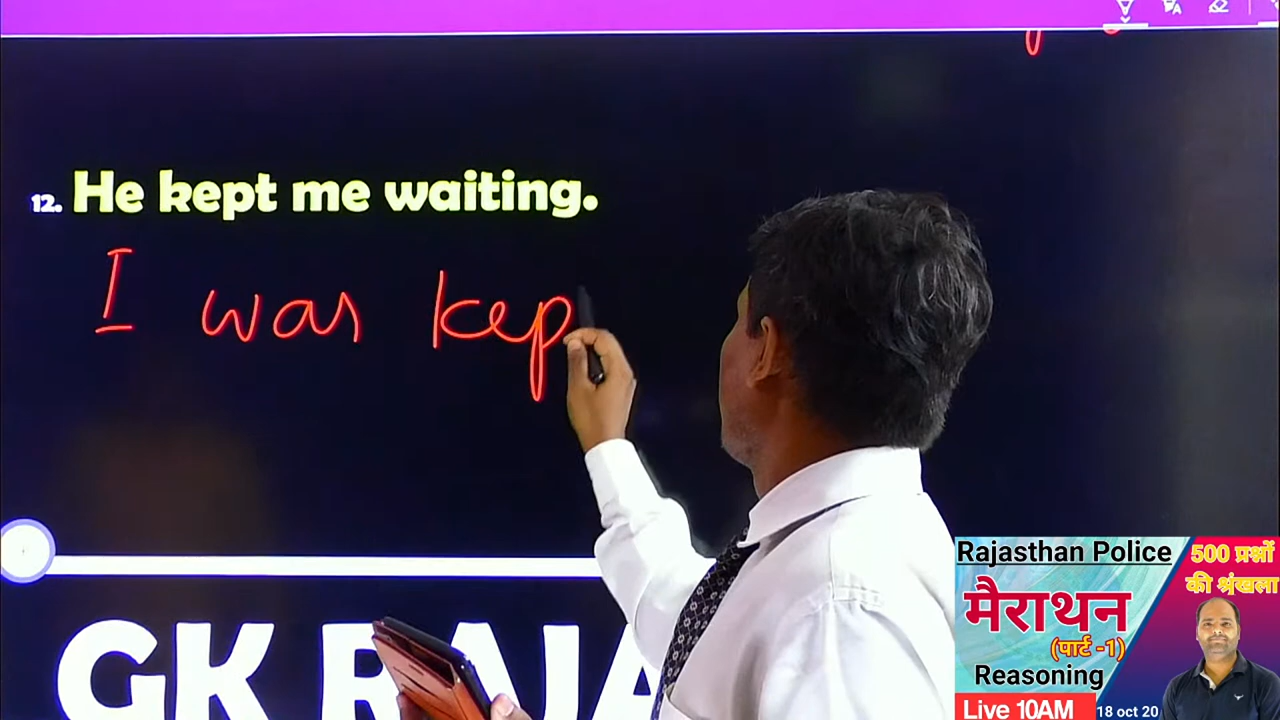 12. He kept me waiting.
I was kep
GK RAJA
Rajasthan Police
500 प्रश्नों
की श्रृंखला
मैराथन
(पार्ट -1)
Reasoning
Live 10AM
18 oct 20